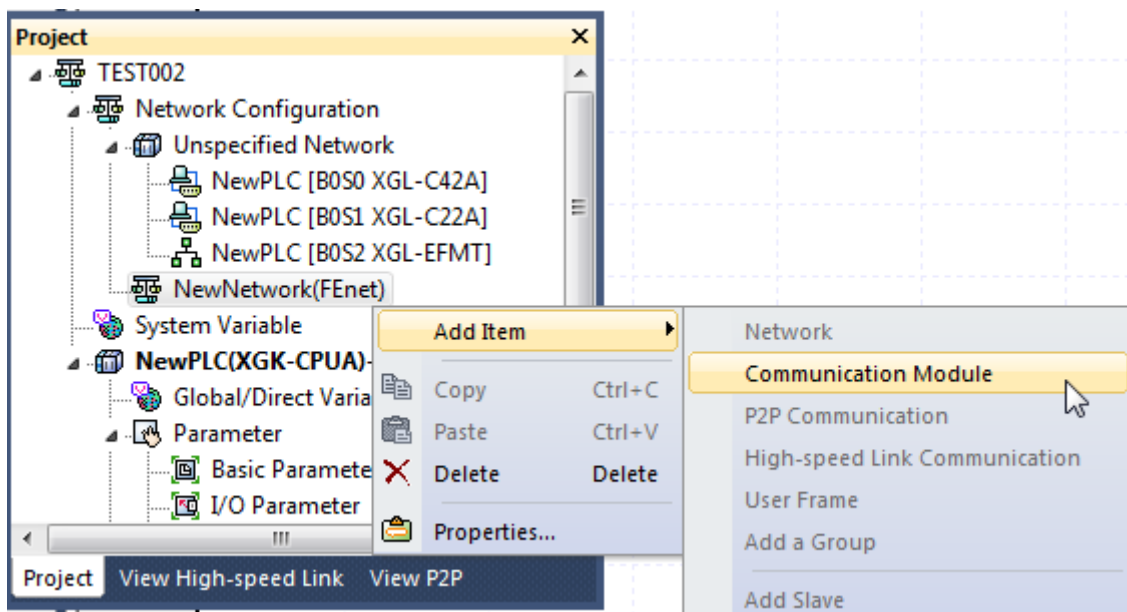 Project
TEST002
Network Configuration
Unspecified Network
NewPLC [B0S0 XGL-C42A]
NewPLC [B0S1 XGL-C22A]
NewPLC [B0S2 XGL-EFMT]
NewNetwork(FEnet)
System Variable
NewPLC(XGK-CPUA)-
Global/Direct Varia
Parameter
Basic Paramete
I/O Parameter
Project View High-speed Link View P2P
Add Item
Copy Ctrl+C
Paste Ctrl+V
Delete Delete
Properties...
Network
Communication Module
P2P Communication
High-speed Link Communication
User Frame
Add a Group
Add Slave